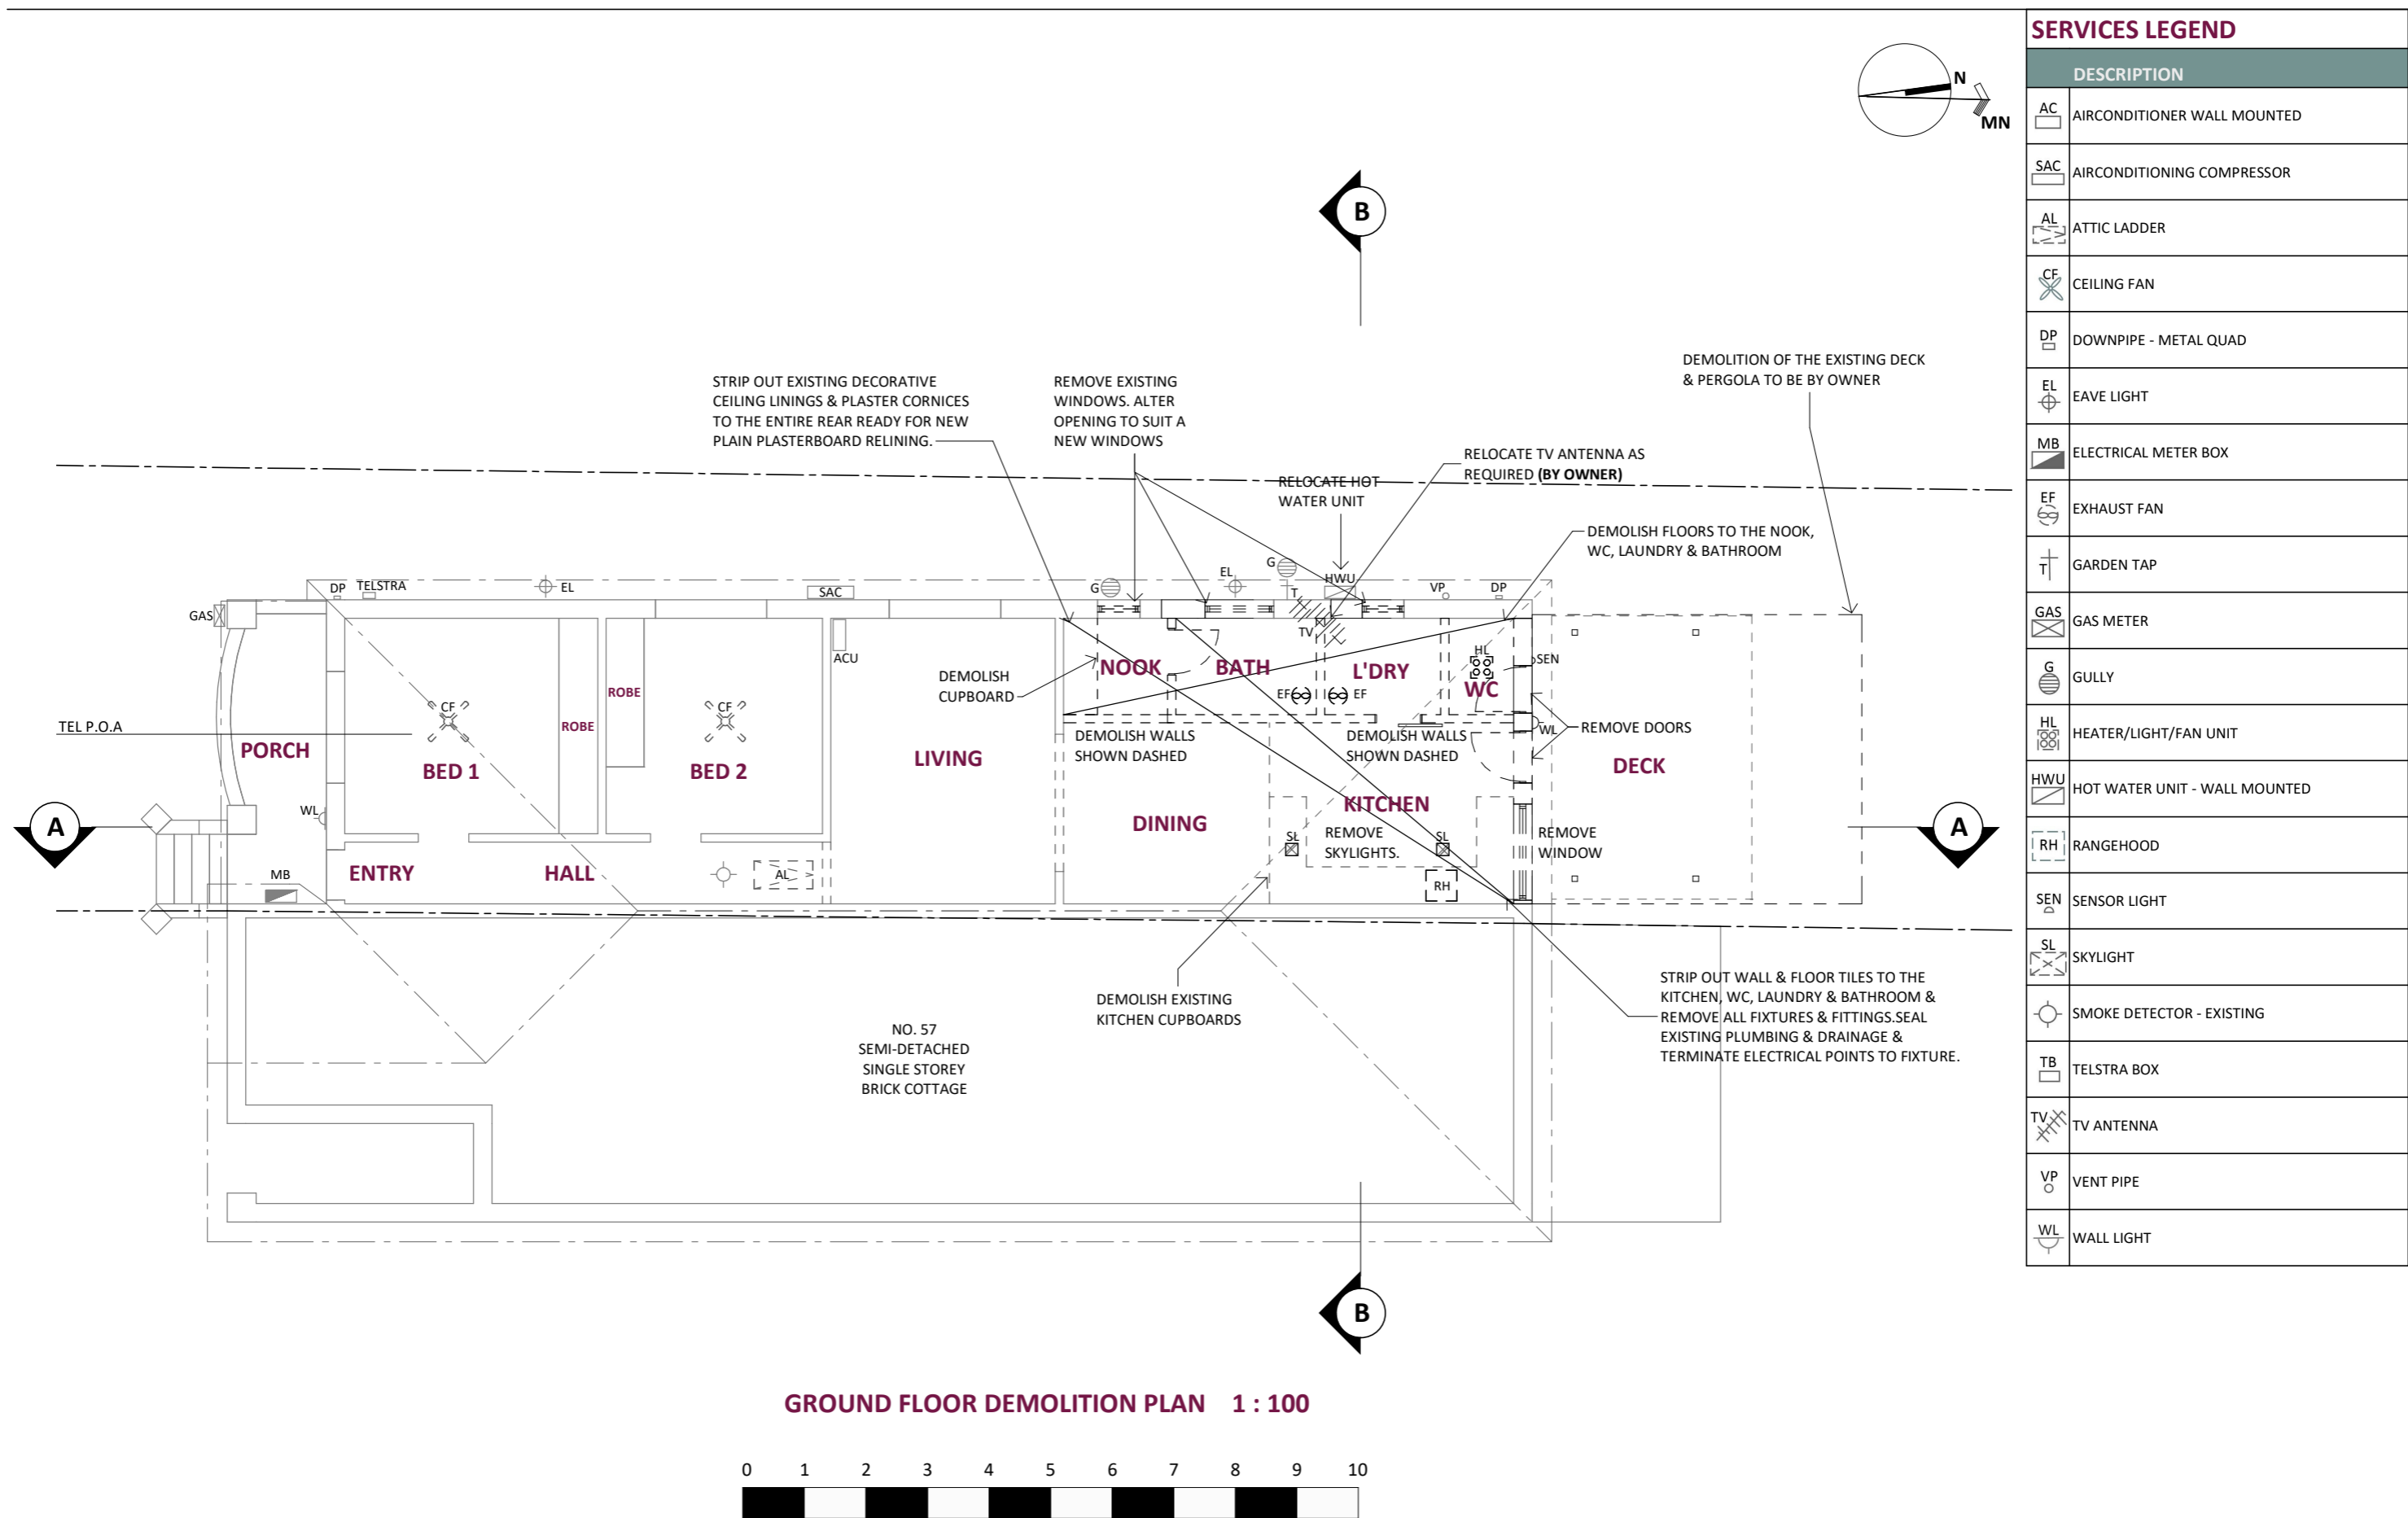 SERVICES LEGEND
DESCRIPTION
AC
AIRCONDITIONER WALL MOUNTED
SAC
AIRCONDITIONING COMPRESSOR
AL
ATTIC LADDER
CF
CEILING FAN
DP
DOWNPIPE - METAL QUAD
EL
EAVE LIGHT
MB
ELECTRICAL METER BOX
EF
EXHAUST FAN
T
GARDEN TAP
GAS
GAS METER
G
GULLY
HL
HEATER/LIGHT/FAN UNIT
HWU
HOT WATER UNIT - WALL MOUNTED
RH
RANGEHOOD
SEN
SENSOR LIGHT
SL
SKYLIGHT
SMOKE DETECTOR - EXISTING
TB
TELSTRA BOX
TV
TV ANTENNA
VP
VENT PIPE
WL
WALL LIGHT
N
MN
B
STRIP OUT EXISTING DECORATIVE
CEILING LININGS & PLASTER CORNICES
TO THE ENTIRE REAR READY FOR NEW
PLAIN PLASTERBOARD RELINING.
REMOVE EXISTING
WINDOWS. ALTER
OPENING TO SUIT A
NEW WINDOWS
DEMOLITION OF THE EXISTING DECK
& PERGOLA TO BE BY OWNER
RELOCATE HOT
WATER UNIT
RELOCATE TV ANTENNA AS
REQUIRED (BY OWNER)
DEMOLISH FLOORS TO THE NOOK,
WC, LAUNDRY & BATHROOM
GAS
DP
TELSTRA
EL
SAC
G
EL
G
T
HWU
VP
DP
TV
ACU
DEMOLISH
CUPBOARD
NOOK
BATH
L'DRY
HL
WC
SEN
EF
EF
WL
REMOVE DOORS
TEL P.O.A
PORCH
CF
BED 1
ROBE
ROBE
CF
BED 2
LIVING
DEMOLISH WALLS
SHOWN DASHED
DEMOLISH WALLS
SHOWN DASHED
DECK
KITCHEN
DINING
A
WL
SL
REMOVE
SKYLIGHTS.
SL
REMOVE
WINDOW
A
MB
ENTRY
HALL
AL
RH
DEMOLISH EXISTING
KITCHEN CUPBOARDS
STRIP OUT WALL & FLOOR TILES TO THE
KITCHEN, WC, LAUNDRY & BATHROOM &
REMOVE ALL FIXTURES & FITTINGS.SEAL
EXISTING PLUMBING & DRAINAGE &
TERMINATE ELECTRICAL POINTS TO FIXTURE.
NO. 57
SEMI-DETACHED
SINGLE STOREY
BRICK COTTAGE
B
GROUND FLOOR DEMOLITION PLAN 1 : 100
0 1 2 3 4 5 6 7 8 9 10